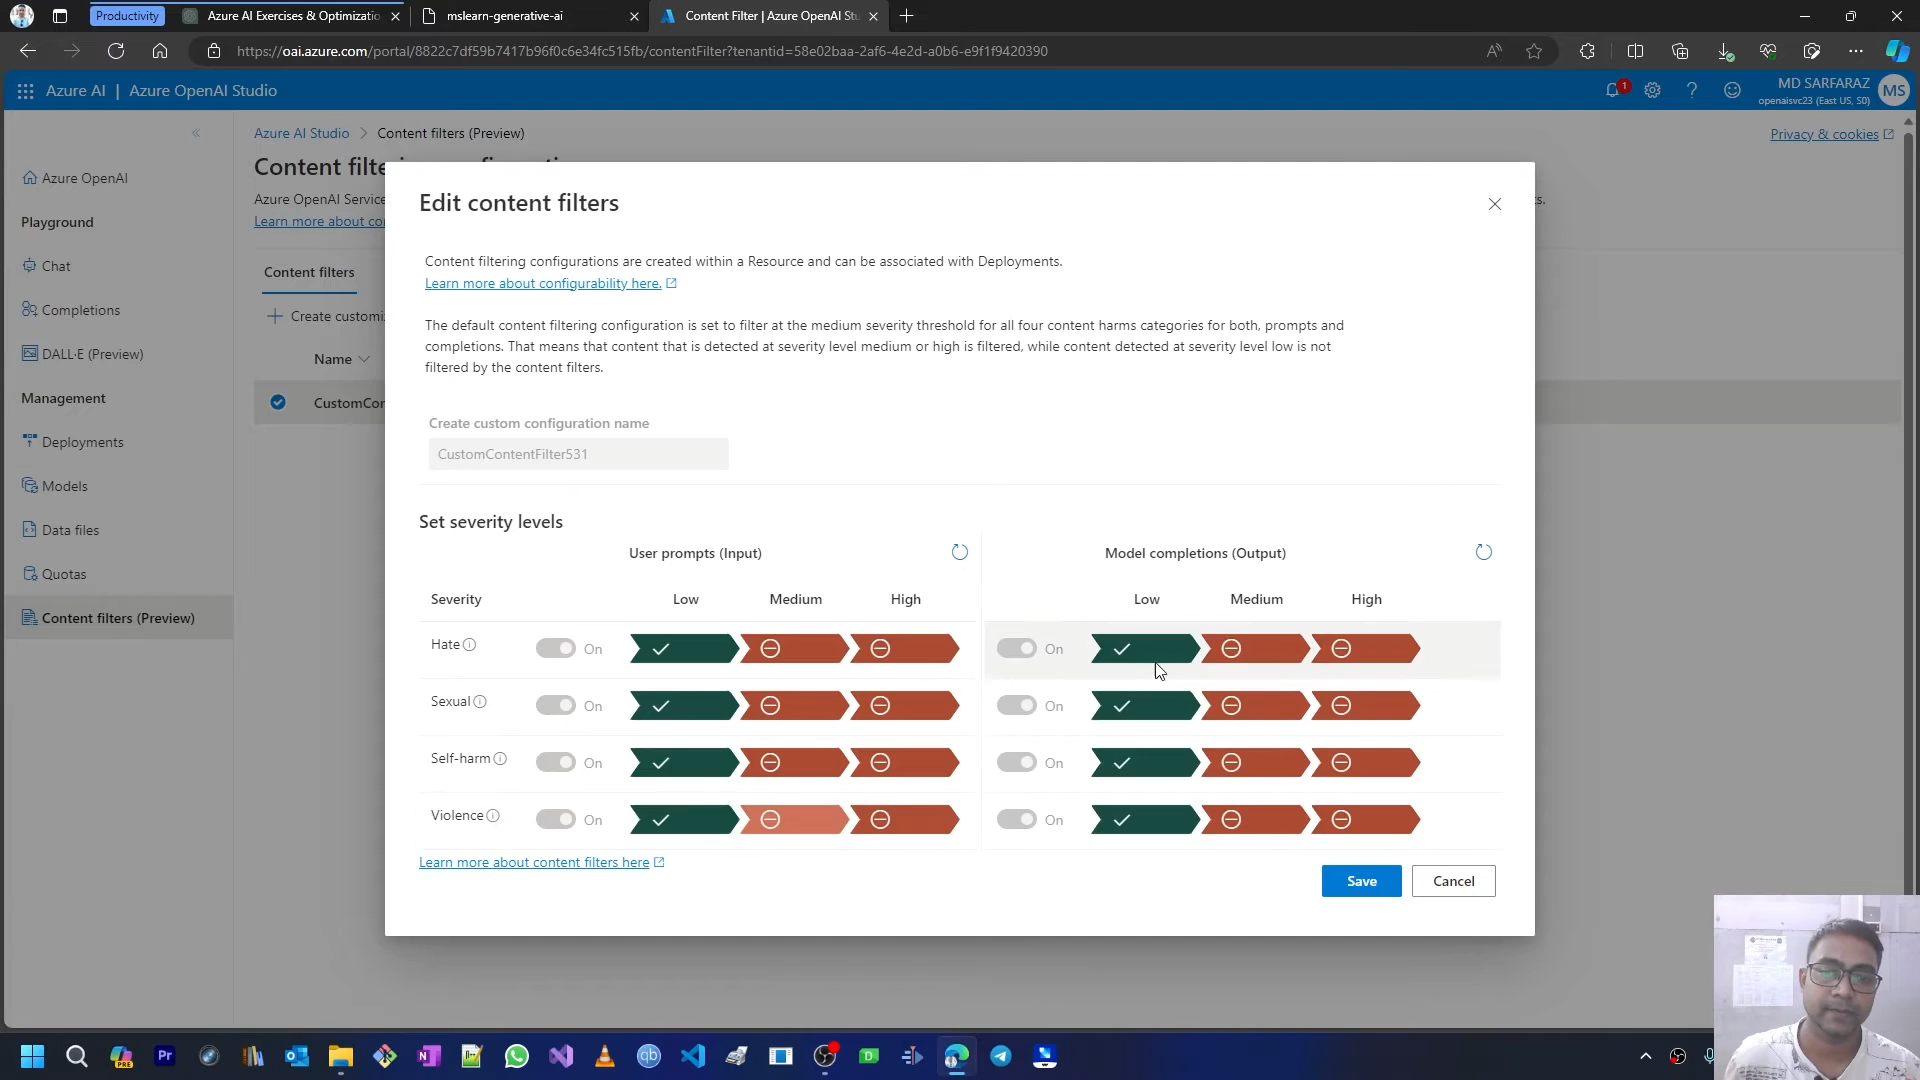 Productivity
Azure AI Exercises & Optimizatio
mslearn-generative-ai
Content Filter | Azure OpenAI Stu
https://oai.azure.com/portal/8822c7df59b7417b96f0c6e34fc515fb/contentFilter?tenantid=58e02baa-2af6-4e2d-a0b6-e9f1f9420390
Azure AI | Azure OpenAI Studio
1
MD SARFARAZ
openaisvc23 (East US, S0)
MS
Azure AI Studio > Content filters (Preview)
Privacy & cookies
Content filte
Azure OpenAI Service
Learn more about co
Azure OpenAI
Playground
Chat
Completions
DALL·E (Preview)
Management
Deployments
Models
Data files
Quotas
Content filters (Preview)
Content filters
Create customi
Name
CustomCon
Edit content filters
Content filtering configurations are created within a Resource and can be associated with Deployments.
Learn more about configurability here.
The default content filtering configuration is set to filter at the medium severity threshold for all four content harms categories for both, prompts and
completions. That means that content that is detected at severity level medium or high is filtered, while content detected at severity level low is not
filtered by the content filters.
Create custom configuration name
CustomContentFilter531
Set severity levels
User prompts (Input)
Model completions (Output)
Severity Low Medium High Low Medium High
Hate On On
Sexual On On
Self-harm On On
Violence On On
Learn more about content filters here
Save
Cancel